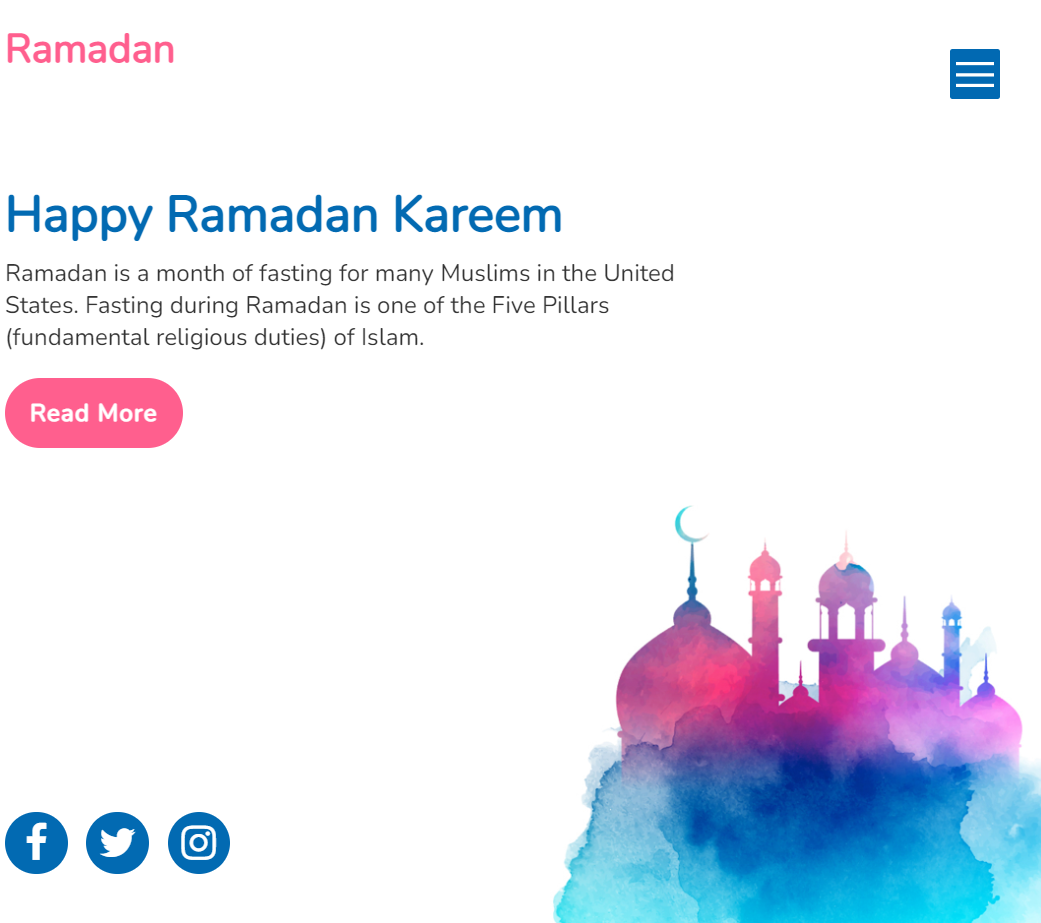 Ramadan
Happy Ramadan Kareem
Ramadan is a month of fasting for many Muslims in the United
States. Fasting during Ramadan is one of the Five Pillars
(fundamental religious duties) of Islam.
Read More